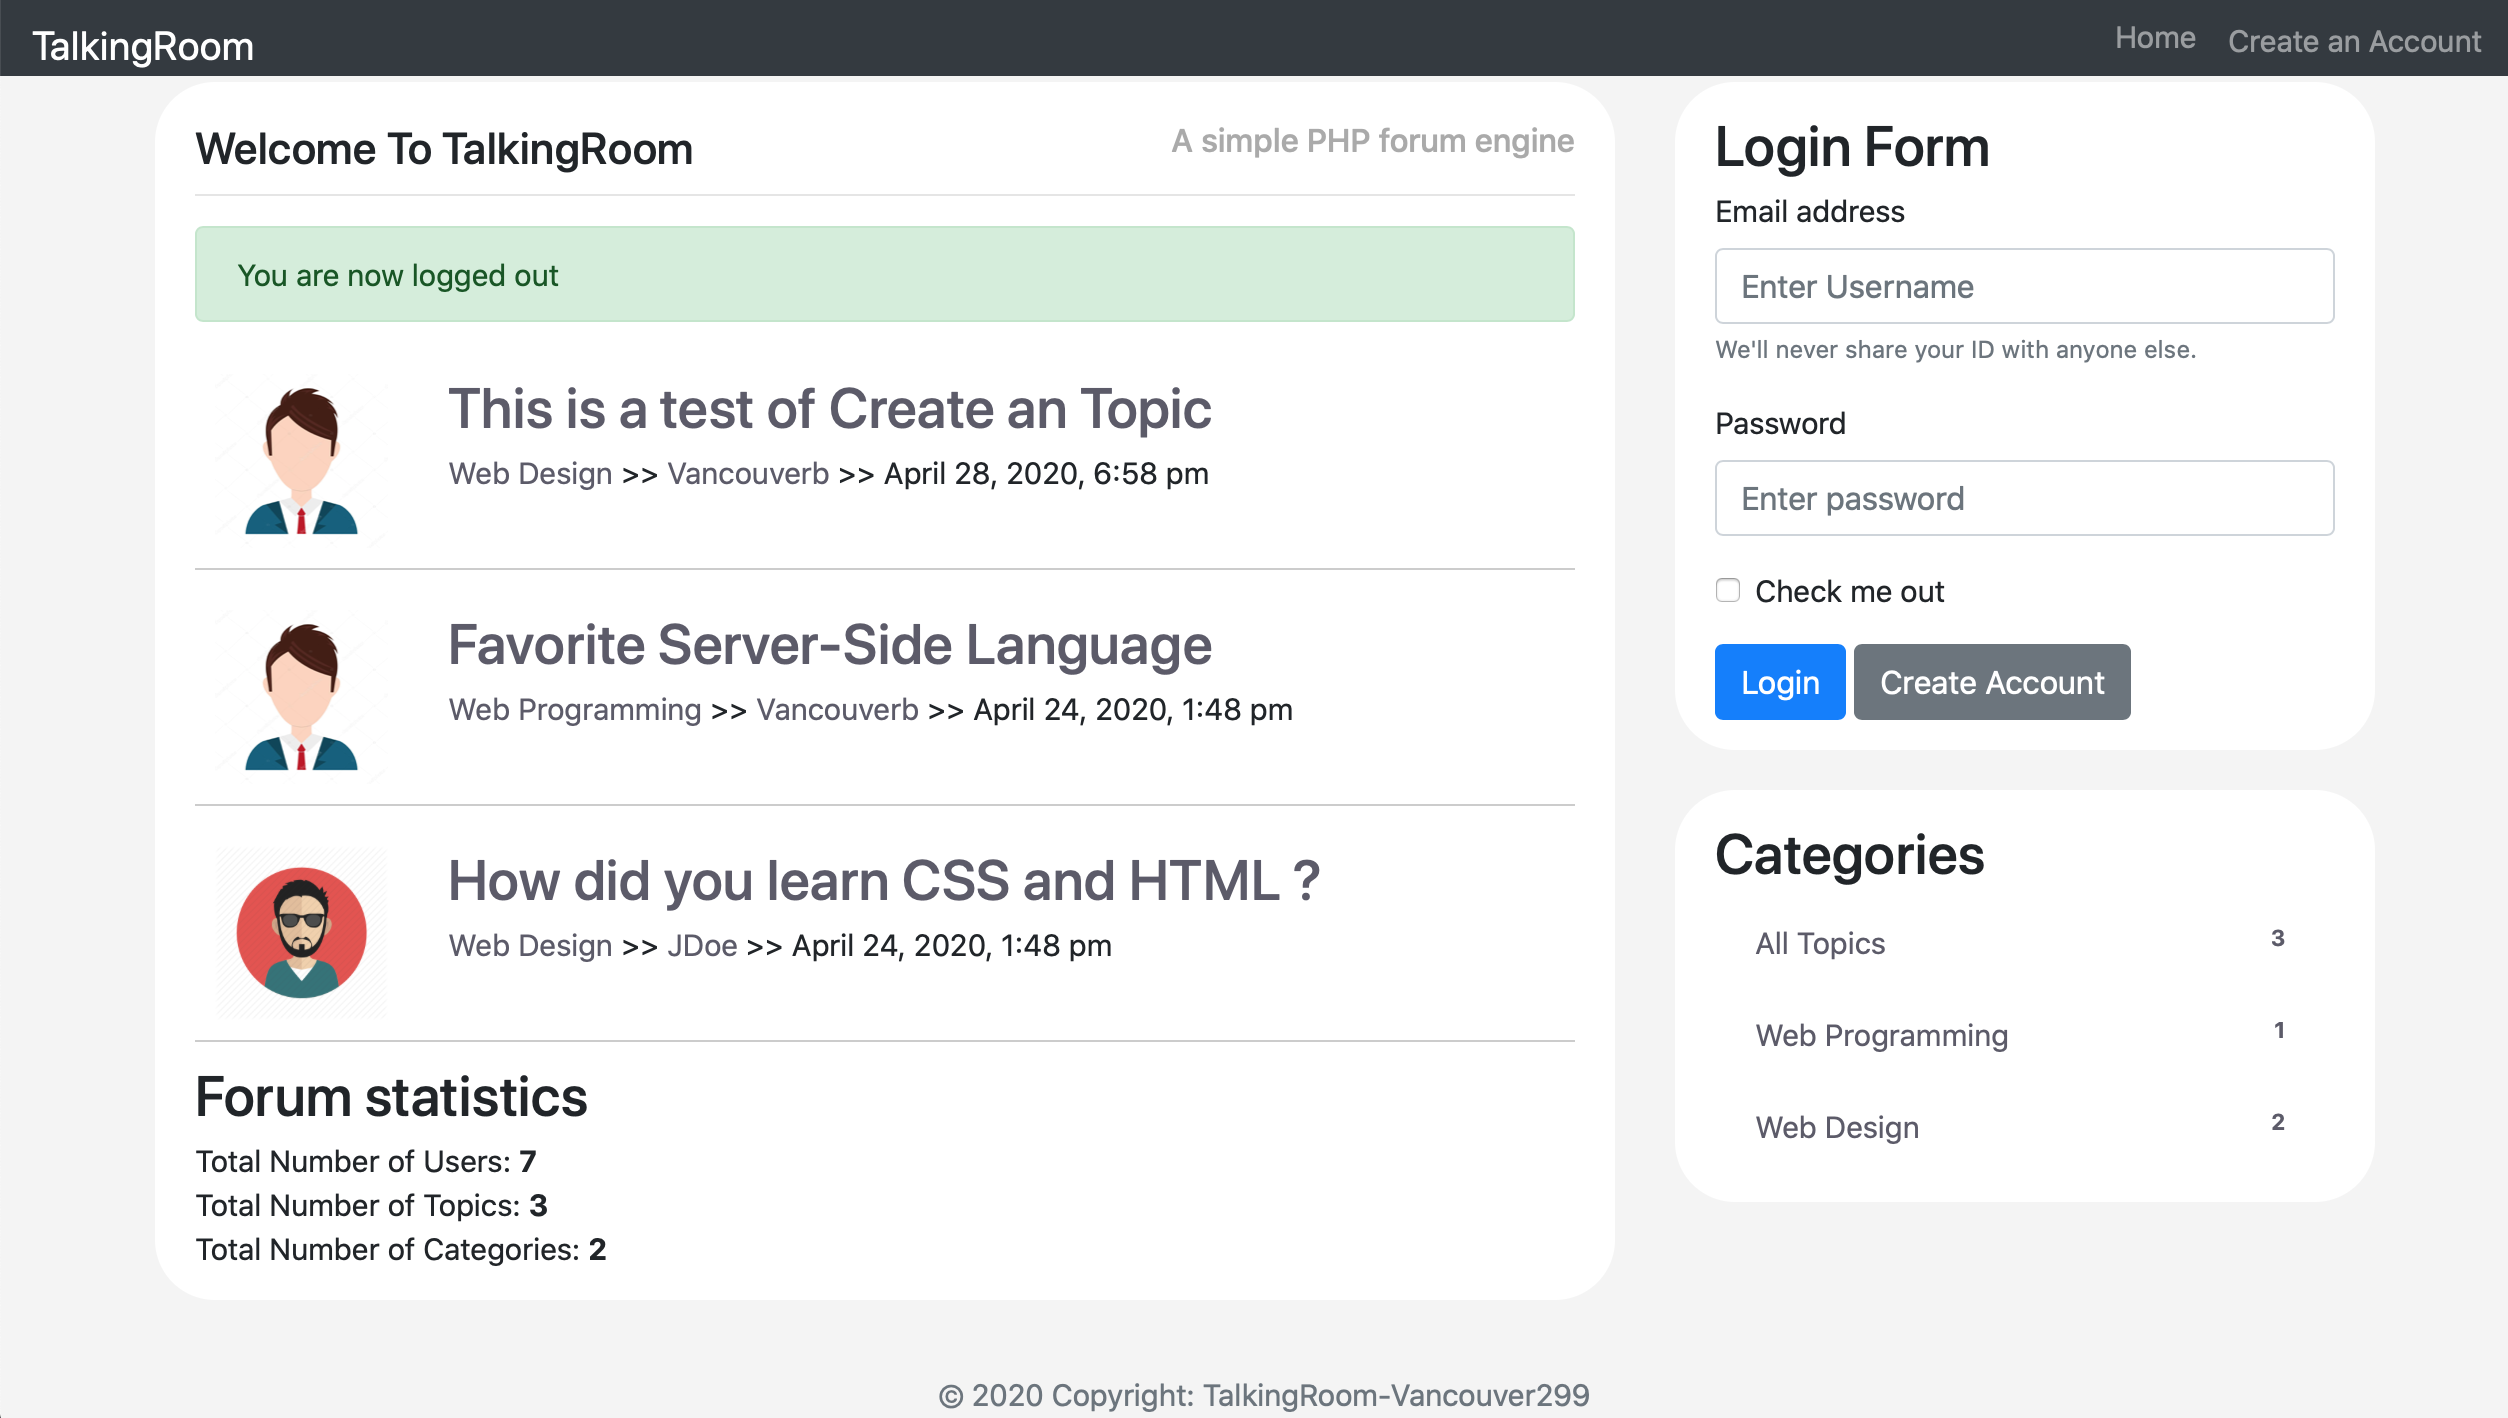 TalkingRoom
Home
Create an Account
Welcome To TalkingRoom
A simple PHP forum engine
You are now logged out
This is a test of Create an Topic
Web Design >> Vancouverb >> April 28, 2020, 6:58 pm
Favorite Server-Side Language
Web Programming >> Vancouverb >> April 24, 2020, 1:48 pm
How did you learn CSS and HTML ?
Web Design >> JDoe >> April 24, 2020, 1:48 pm
Forum statistics
Total Number of Users: 7
Total Number of Topics: 3
Total Number of Categories: 2
Login Form
Email address
Enter Username
We'll never share your ID with anyone else.
Password
Enter password
Check me out
Login
Create Account
Categories
All Topics 3
Web Programming 1
Web Design 2
© 2020 Copyright: TalkingRoom-Vancouver299